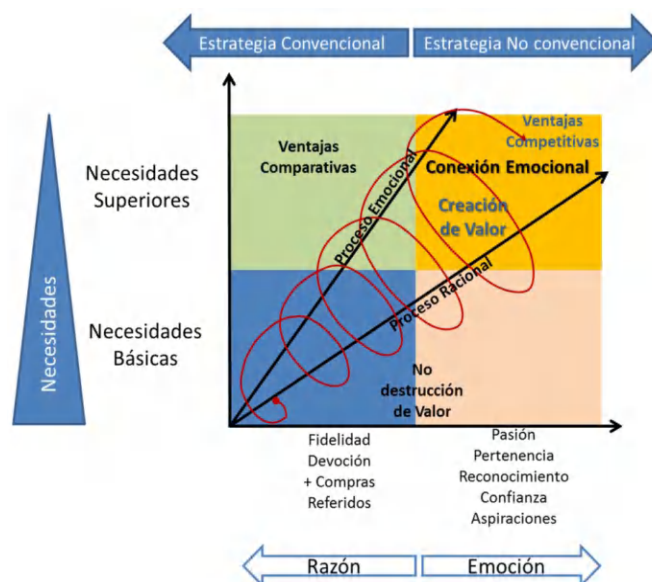 Estrategia Convencional
Estrategia No convencional
Ventajas
Comparativas
Ventajas
Competitivas
Necesidades
Superiores
Proceso Emocional
Conexión Emocional
Creación
de Valor
Necesidades
Necesidades
Básicas
Proceso Racional
No
destrucción
de Valor
Fidelidad
Devoción
+ Compras
Referidos
Pasión
Pertenencia
Reconocimiento
Confianza
Aspiraciones
Razón
Emoción